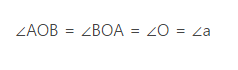 ∠AOB = ∠BOA = ∠O = ∠a